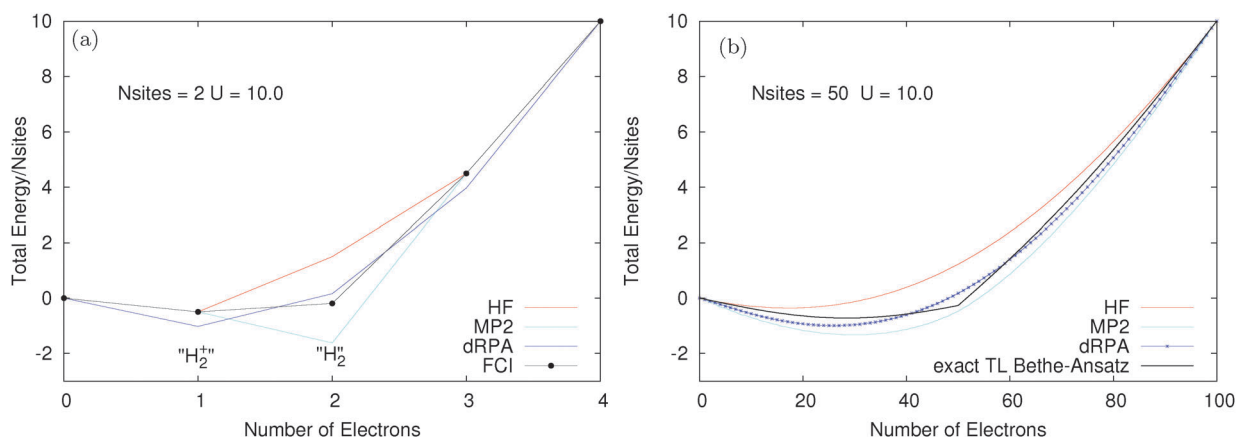 (a)
Nsites = 2 U = 10.0
Total Energy/Nsites
10
8
6
4
2
0
-2
"H2+"
"H2"
HF
MP2
dRPA
FCI
0 1 2 3 4
Number of Electrons
(b)
Nsites = 50 U = 10.0
Total Energy/Nsites
10
8
6
4
2
0
-2
HF
MP2
dRPA
exact TL Bethe-Ansatz
0 20 40 60 80 100
Number of Electrons